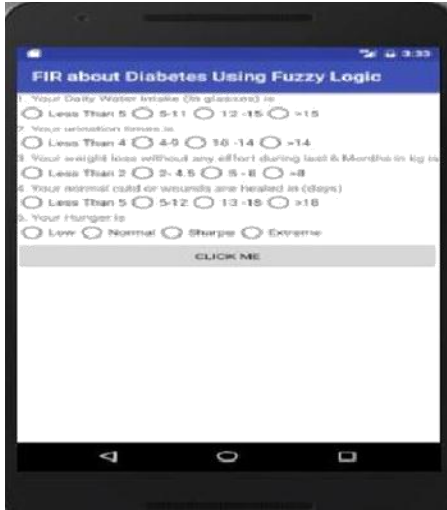 3:33
FIR about Diabetes Using Fuzzy Logic
1. Your Daily Water Intake (in glasses) is
Less Than 5 5-11 12 -15 >15
2. Your urination times is
Less Than 4 4-9 10 -14 >14
3. Your weight loss without any effort during last 6 Months in kg is
Less Than 2 2- 4.5 5 - 8 >8
4. Your normal cuts or wounds are healed in (days)
Less Than 5 5-12 13 -18 >18
5. Your Hunger is
Low Normal Sharpe Extreme
CLICK ME